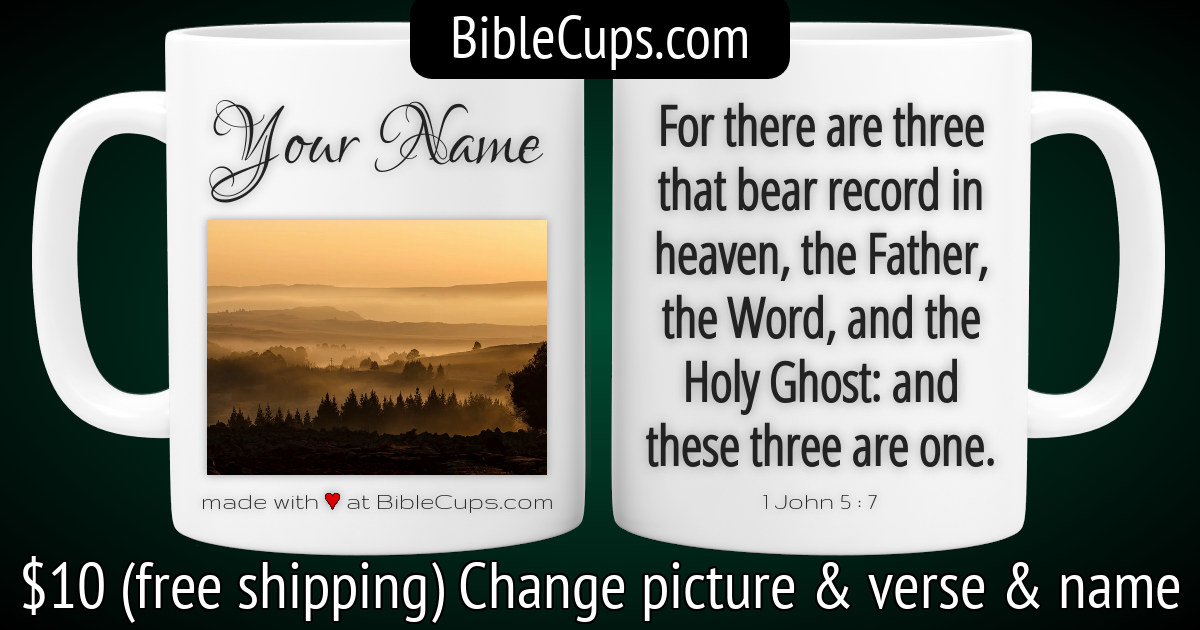 BibleCups.com
Your Name
made with ♥ at BibleCups.com
For there are three
that bear record in
heaven, the Father,
the Word, and the
Holy Ghost: and
these three are one.
1 John 5 : 7
$10 (free shipping) Change picture & verse & name